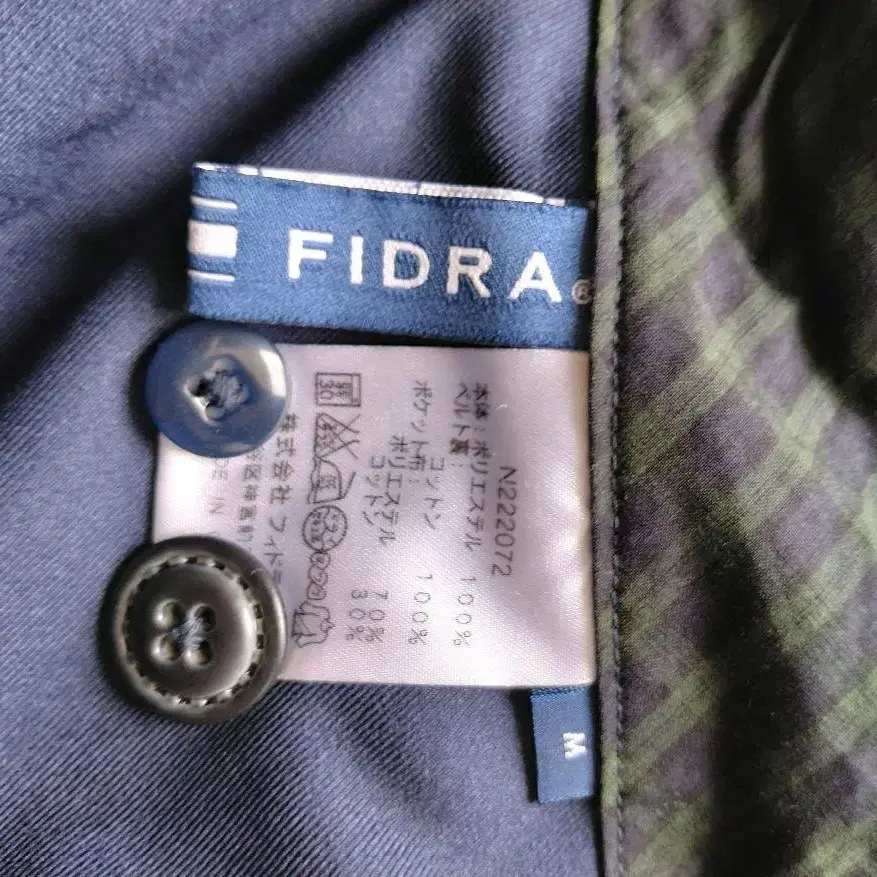 FIDRA®
N222072
本体：ポリエステル 100%
ベルト裏：
コットン 100%
ポケット布：
ポリエステル 70%
コットン 30%
30
株式会社 フィドラ
M